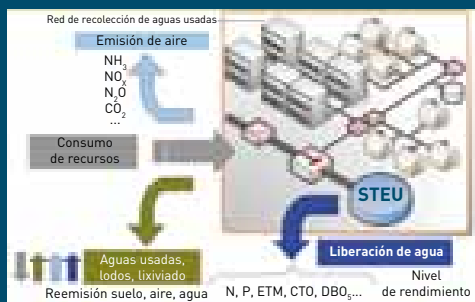 Red de recolección de aguas usadas
Emisión de aire
NH3
NOX
N2O
CO2
...
Consumo
de recursos
STEU
Aguas usadas,
lodos, lixiviado
Liberación de agua
Reemisión suelo, aire, agua
N, P, ETM, CTO, DBO5...
Nivel
de rendimiento